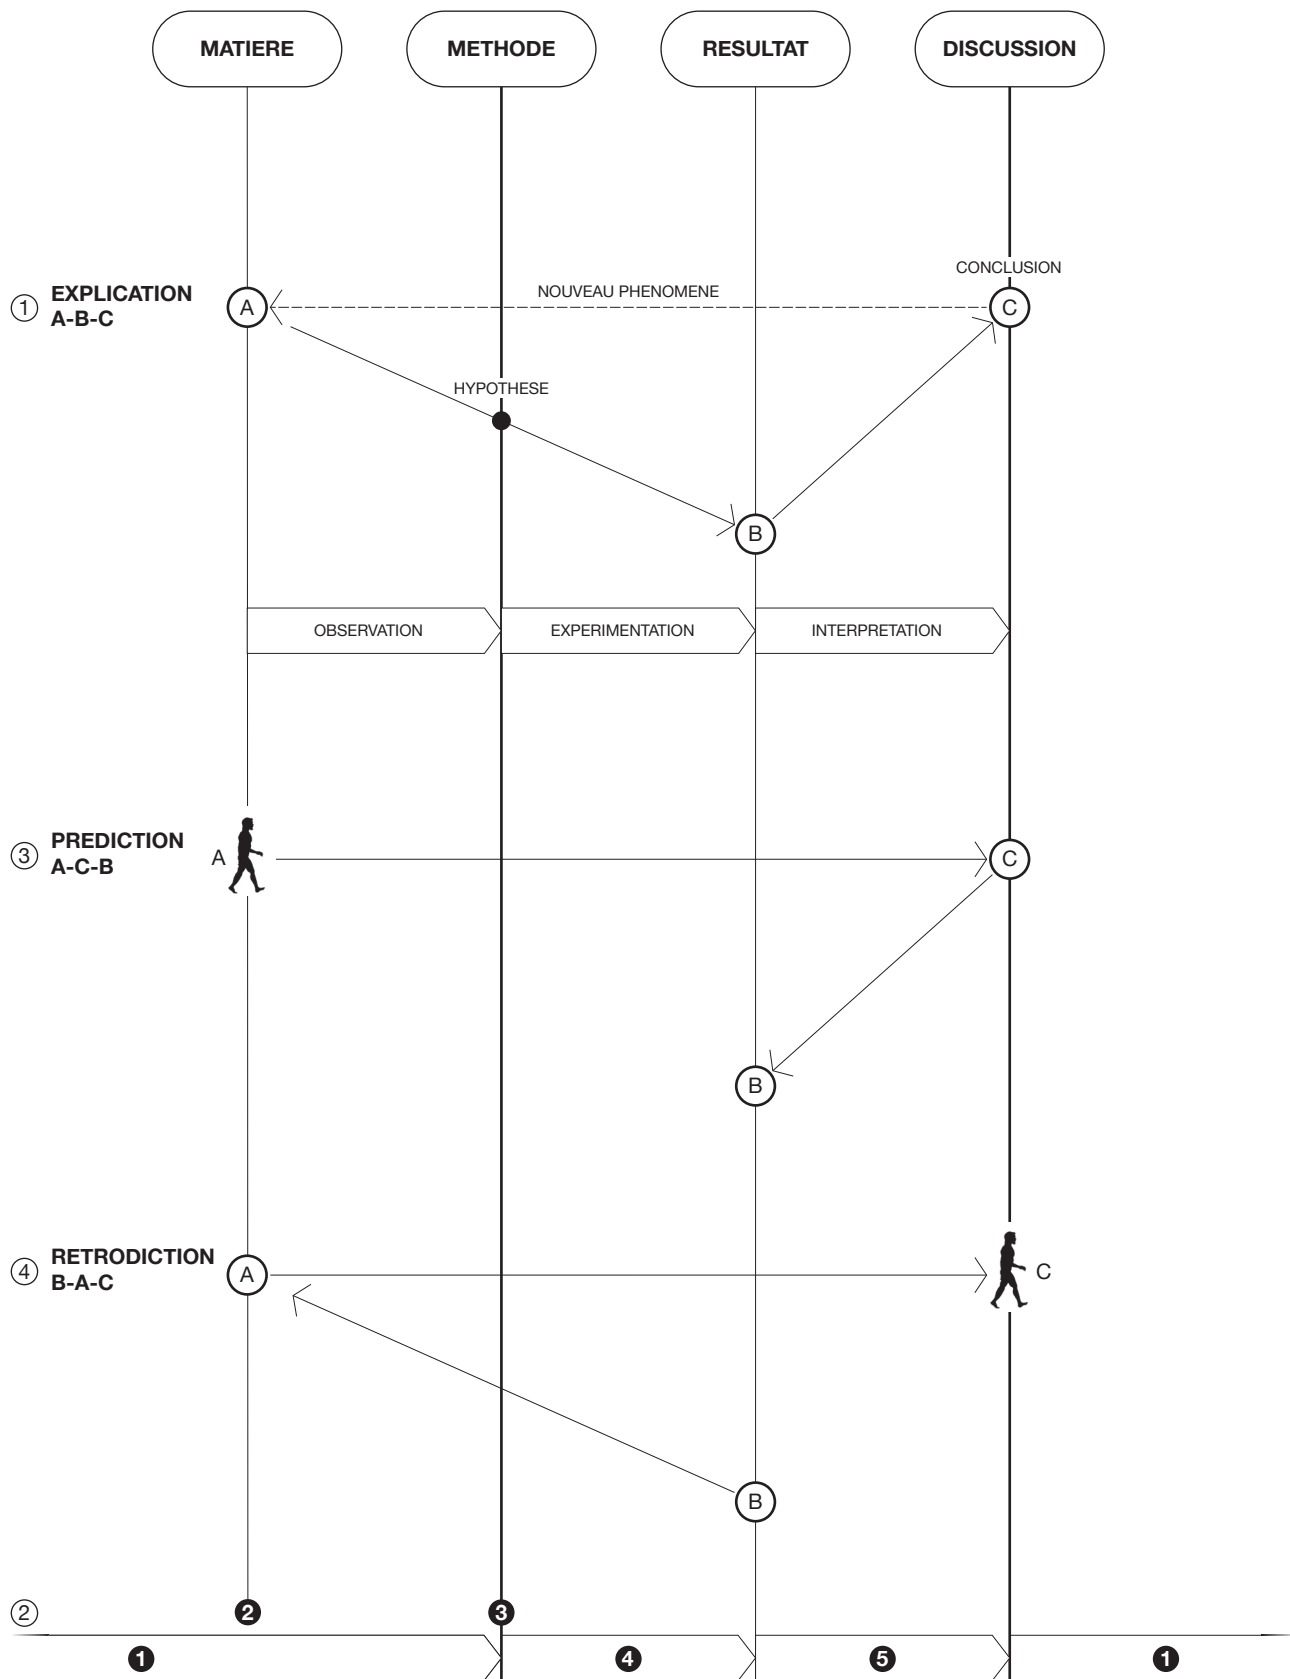 MATIERE
METHODE
RESULTAT
DISCUSSION
CONCLUSION
1 EXPLICATION
A-B-C
A
NOUVEAU PHENOMENE
C
HYPOTHESE
B
OBSERVATION
EXPERIMENTATION
INTERPRETATION
3 PREDICTION
A-C-B
A
C
B
4 RETRODICTION
B-A-C
A
C
B
2
2
3
1
4
5
1